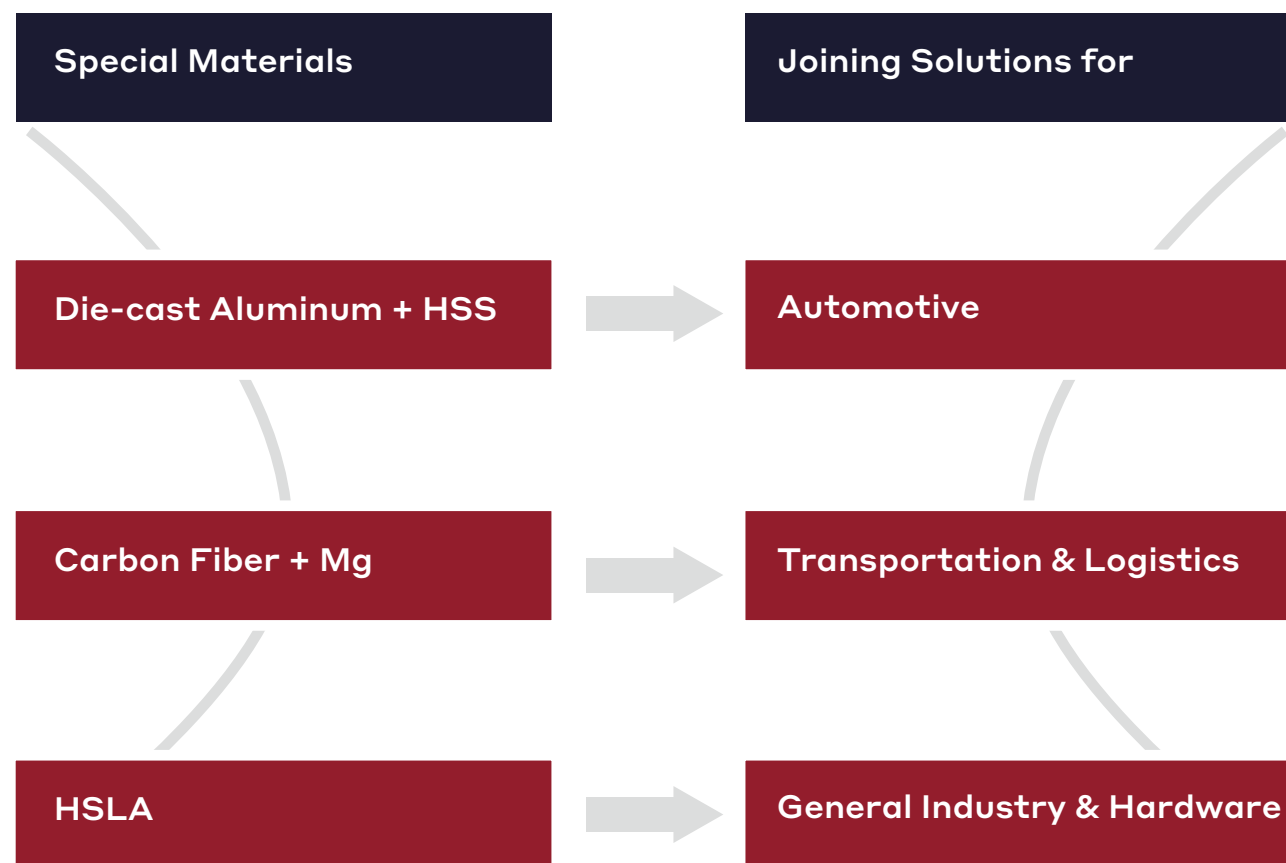 Special Materials
Joining Solutions for
Die-cast Aluminum + HSS
Automotive
Carbon Fiber + Mg
Transportation & Logistics
HSLA
General Industry & Hardware